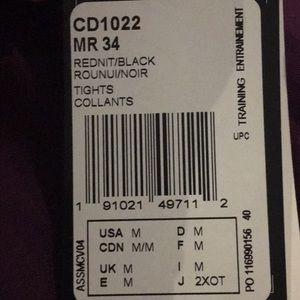 CD1022
MR 34
REDNIT/BLACK
ROUNUI/NOIR
TIGHTS
COLLANTS
TRAINING ENTRAINEMENT
UPC
1 91021 49711 2
USA M D M
CDN M/M F M
UK M I M
E M J 2XOT
ASSMCV04
PO 116990156 40